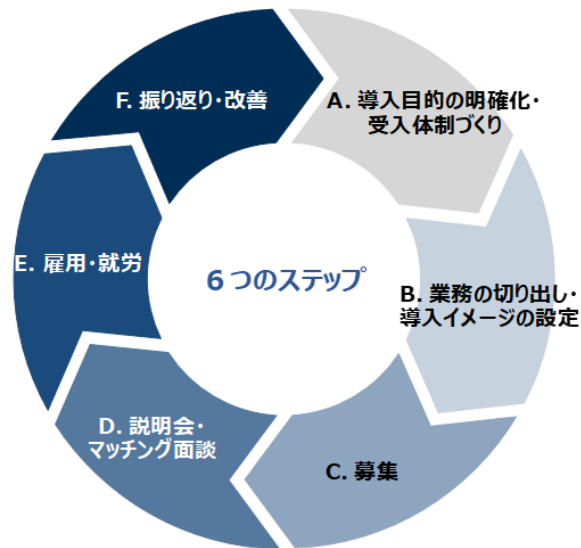 6つのステップ
A. 導入目的の明確化・
受入体制づくり
B. 業務の切り出し・
導入イメージの設定
C. 募集
D. 説明会・
マッチング面談
E. 雇用・就労
F. 振り返り・改善